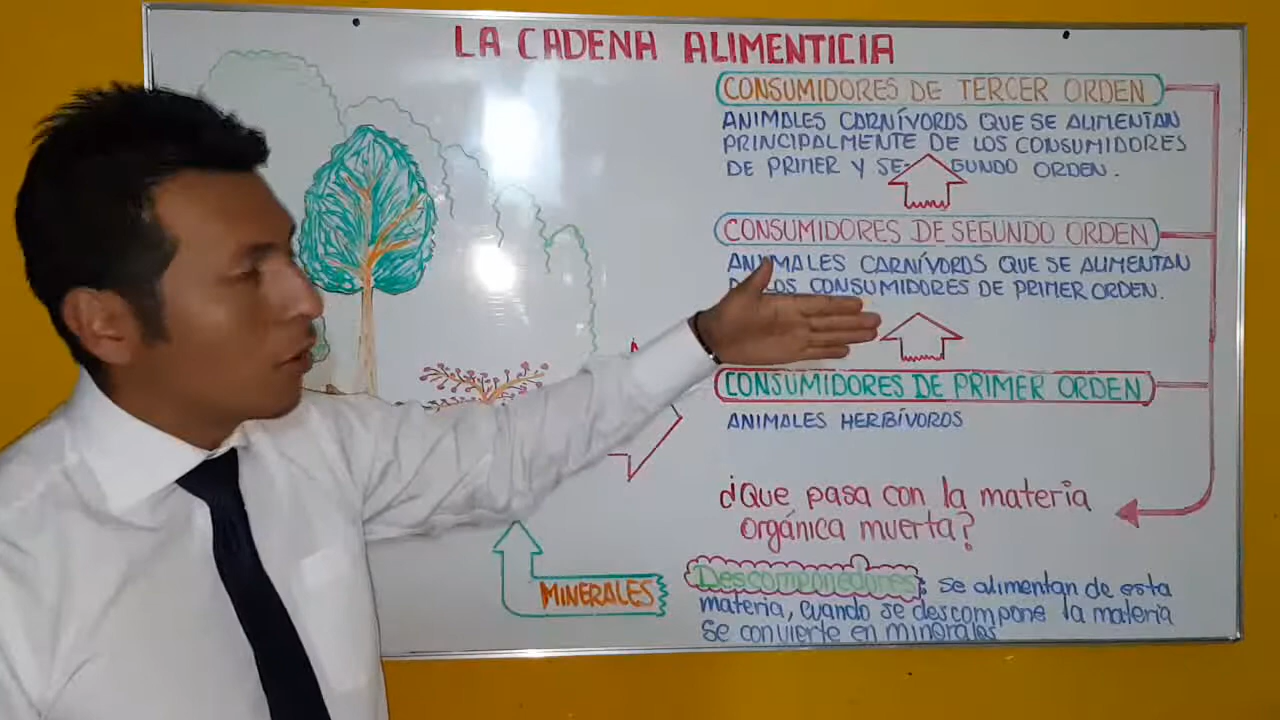 LA CADENA ALIMENTICIA
CONSUMIDORES DE TERCER ORDEN
ANIMALES CARNÍVOROS QUE SE ALIMENTAN
PRINCIPALMENTE DE LOS CONSUMIDORES
DE PRIMER Y SEGUNDO ORDEN.
CONSUMIDORES DE SEGUNDO ORDEN
ANIMALES CARNÍVOROS QUE SE ALIMENTAN
DE LOS CONSUMIDORES DE PRIMER ORDEN.
CONSUMIDORES DE PRIMER ORDEN
ANIMALES HERBÍVOROS
¿Que pasa con la materia
orgánica muerta?
Descomponedores: se alimentan de esta
materia, cuando se descompone la materia
se convierte en minerales
MINERALES